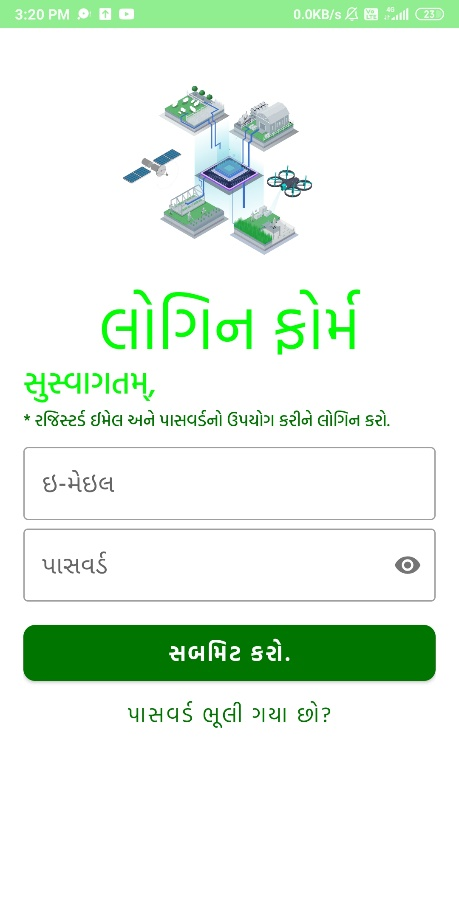 3:20 PM 0.0KB/s 4G 23
લોગિન ફોર્મ
સુસ્વાગતમ્,
* રજિસ્ટર્ડ ઈમેલ અને પાસવર્ડનો ઉપયોગ કરીને લોગિન કરો.
ઇ-મેઇલ
પાસવર્ડ
સબમિટ કરો.
પાસવર્ડ ભૂલી ગયા છો?